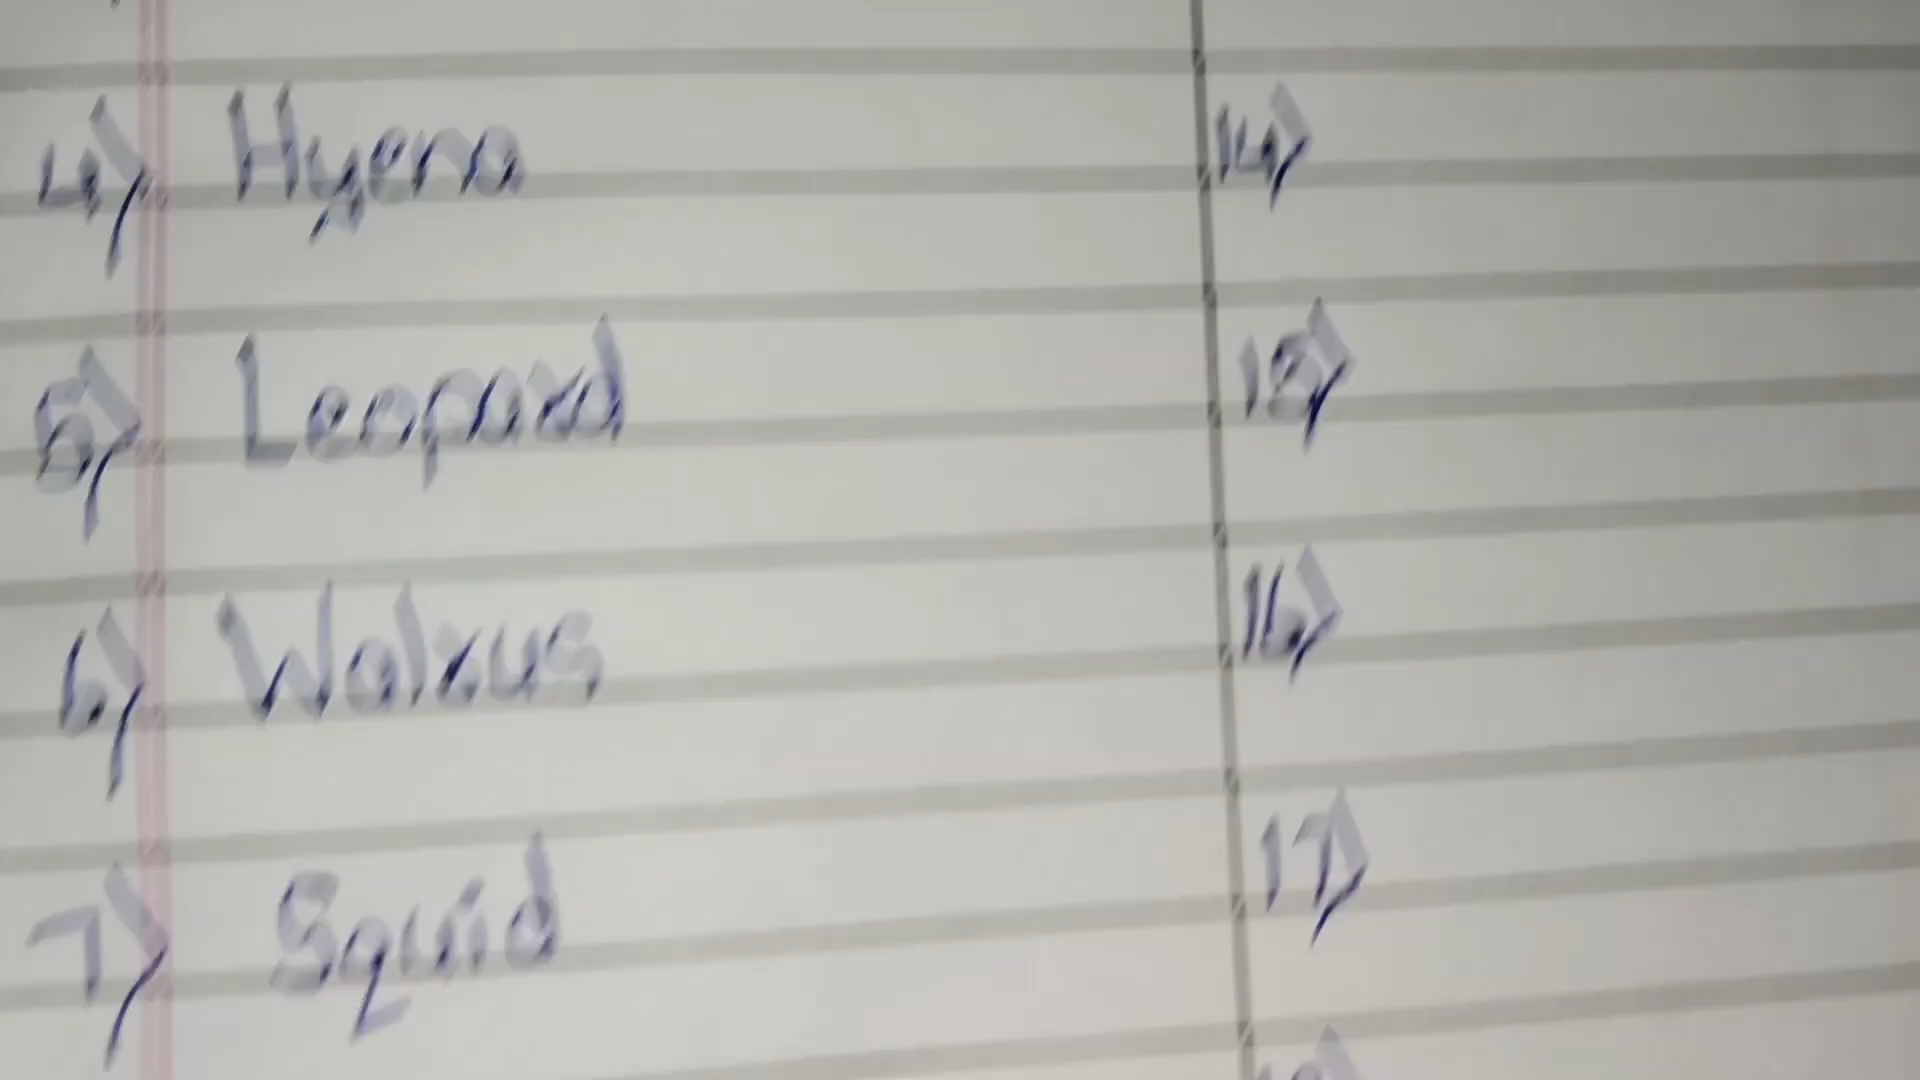 4) Hyena
5) Leopard
6) Walrus
7) Squid
14)
15)
16)
17)